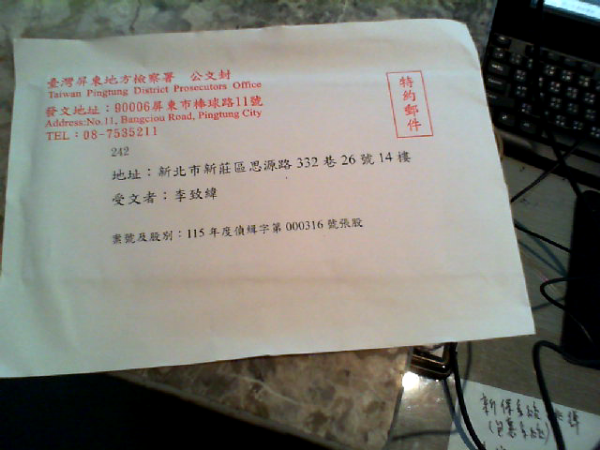 臺灣屏東地方檢察署 公文封
Taiwan Pingtung District Prosecutors Office
發文地址：90006屏東市棒球路11號
Address:No.11, Bangciou Road, Pingtung City
TEL：08-7535211
特約郵件
242
地址：新北市新莊區思源路 332 巷 26 號 14 樓
受文者：李致緯
案號及股別：115 年度偵緝字第 000316 號張股